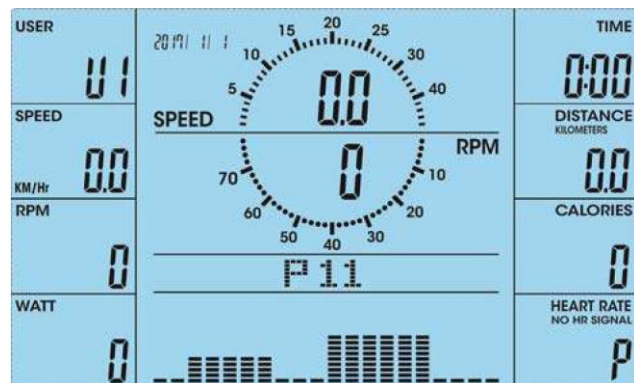 USER
U1
SPEED
0.0
KM/Hr
RPM
0
WATT
0
2017/ 1/ 1
5
10
15
20
25
30
40
0.0
SPEED
RPM
0
70
60
50
40
30
20
10
P11
TIME
0:00
DISTANCE
KILOMETERS
0.0
CALORIES
0
HEART RATE
NO HR SIGNAL
P